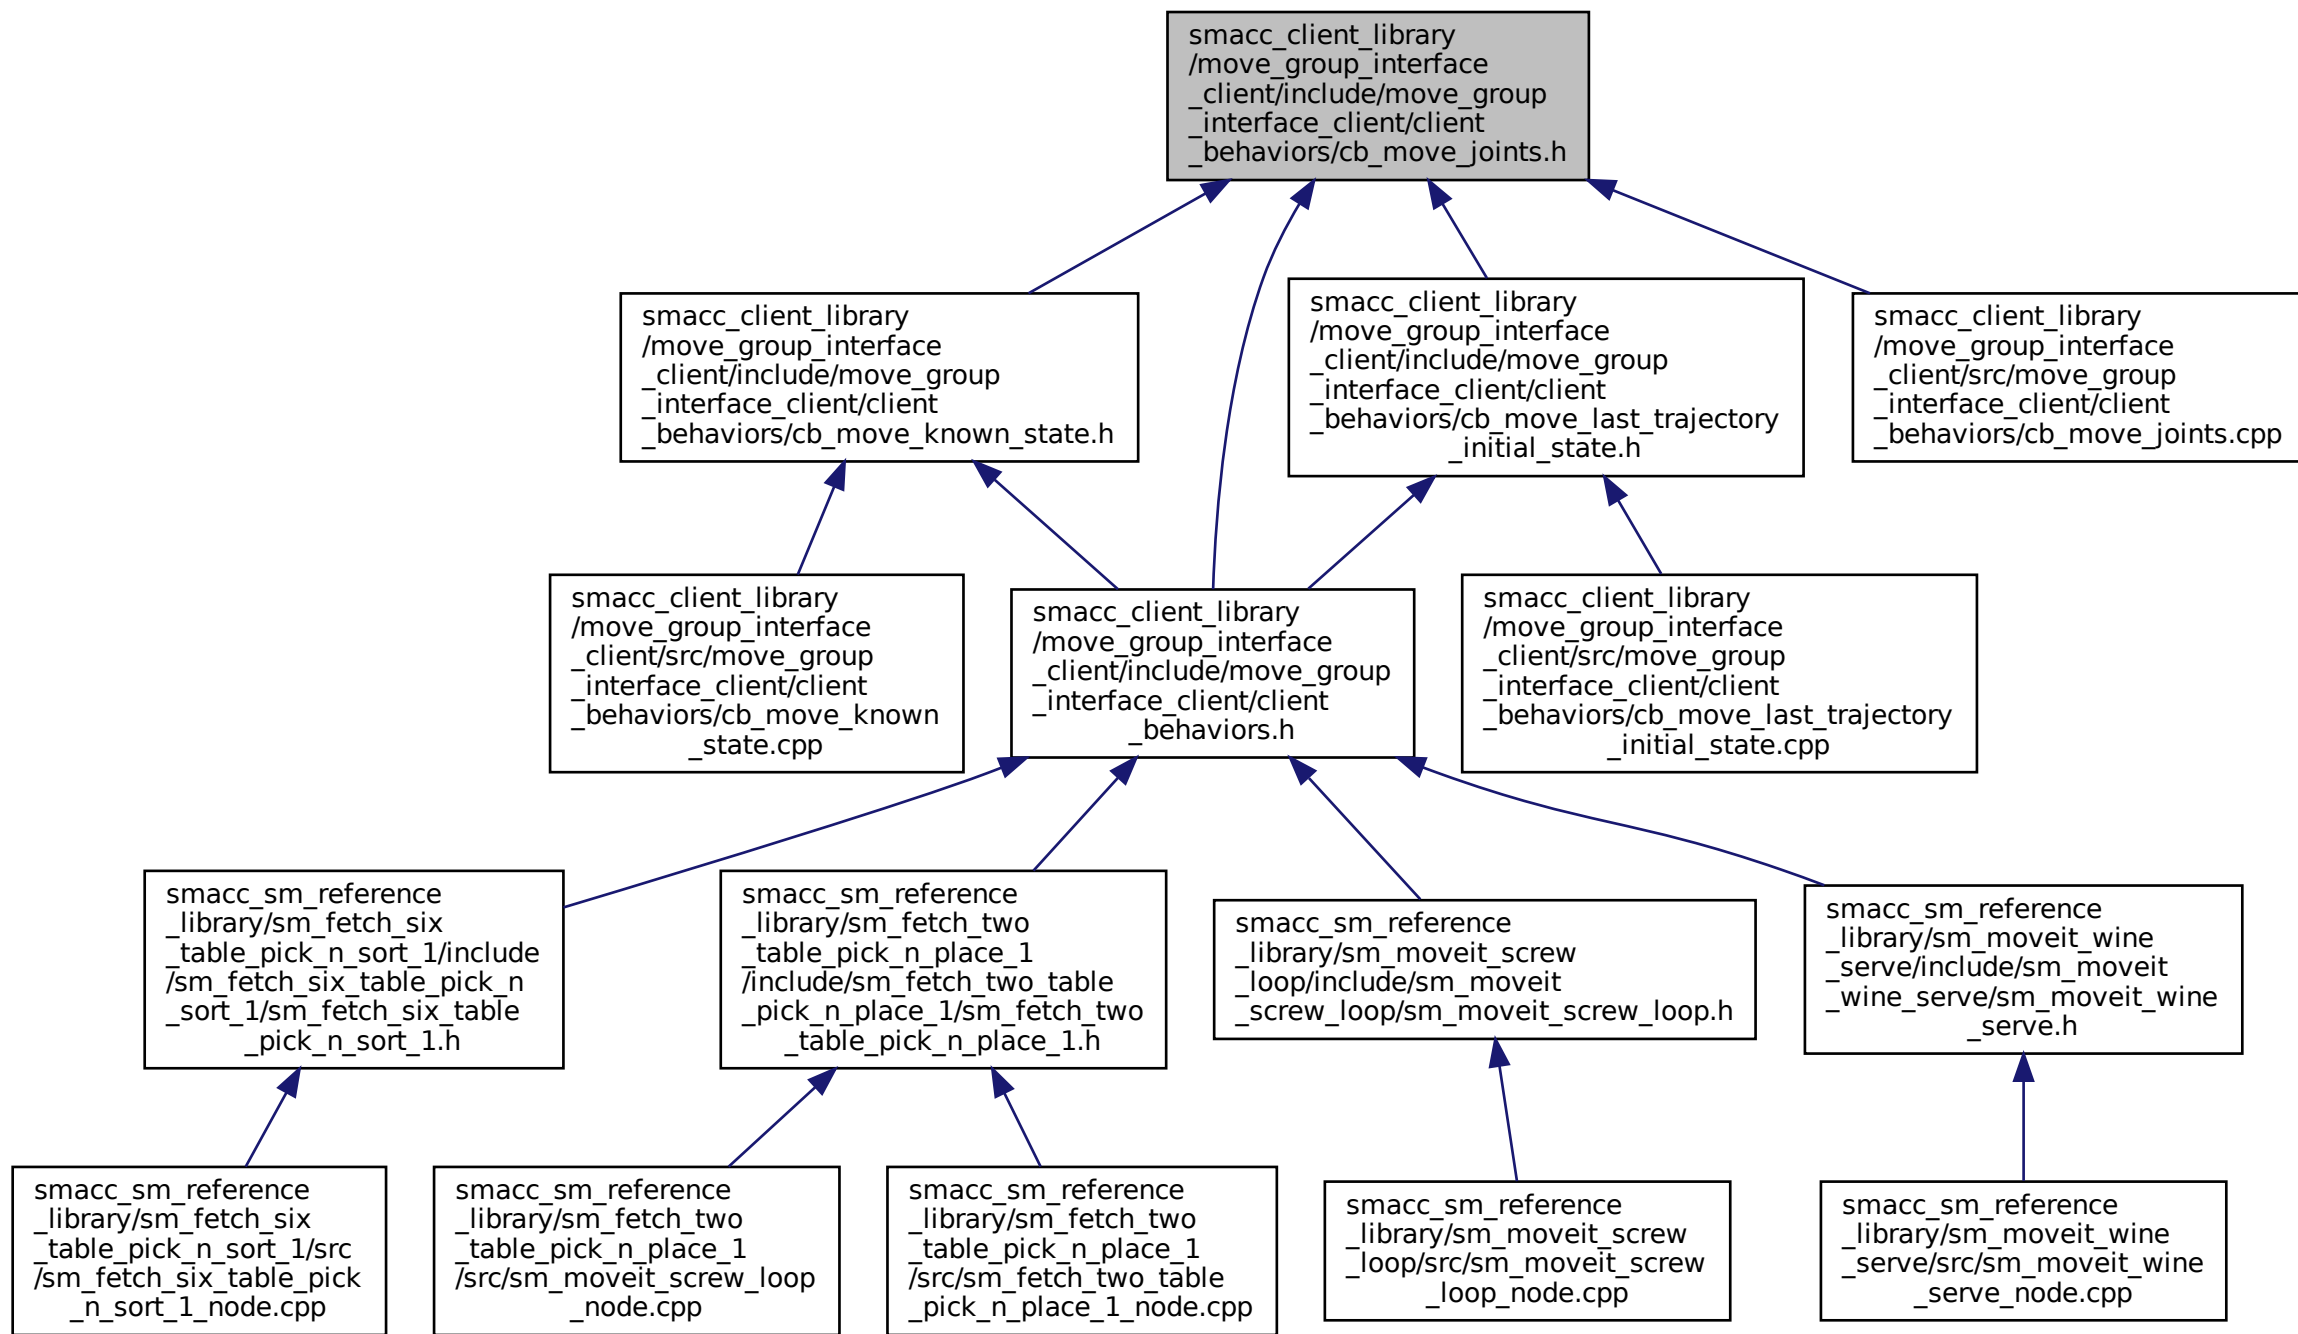 smacc_client_library
/move_group_interface
_client/include/move_group
_interface_client/client
_behaviors/cb_move_joints.h
smacc_client_library
/move_group_interface
_client/include/move_group
_interface_client/client
_behaviors/cb_move_known_state.h
smacc_client_library
/move_group_interface
_client/include/move_group
_interface_client/client
_behaviors/cb_move_last_trajectory
_initial_state.h
smacc_client_library
/move_group_interface
_client/src/move_group
_interface_client/client
_behaviors/cb_move_joints.cpp
smacc_client_library
/move_group_interface
_client/src/move_group
_interface_client/client
_behaviors/cb_move_known
_state.cpp
smacc_client_library
/move_group_interface
_client/include/move_group
_interface_client/client
_behaviors.h
smacc_client_library
/move_group_interface
_client/src/move_group
_interface_client/client
_behaviors/cb_move_last_trajectory
_initial_state.cpp
smacc_sm_reference
_library/sm_fetch_six
_table_pick_n_sort_1/include
/sm_fetch_six_table_pick_n
_sort_1/sm_fetch_six_table
_pick_n_sort_1.h
smacc_sm_reference
_library/sm_fetch_two
_table_pick_n_place_1
/include/sm_fetch_two_table
_pick_n_place_1/sm_fetch_two
_table_pick_n_place_1.h
smacc_sm_reference
_library/sm_moveit_screw
_loop/include/sm_moveit
_screw_loop/sm_moveit_screw_loop.h
smacc_sm_reference
_library/sm_moveit_wine
_serve/include/sm_moveit
_wine_serve/sm_moveit_wine
_serve.h
smacc_sm_reference
_library/sm_fetch_six
_table_pick_n_sort_1/src
/sm_fetch_six_table_pick
_n_sort_1_node.cpp
smacc_sm_reference
_library/sm_fetch_two
_table_pick_n_place_1
/src/sm_moveit_screw_loop
_node.cpp
smacc_sm_reference
_library/sm_fetch_two
_table_pick_n_place_1
/src/sm_fetch_two_table
_pick_n_place_1_node.cpp
smacc_sm_reference
_library/sm_moveit_screw
_loop/src/sm_moveit_screw
_loop_node.cpp
smacc_sm_reference
_library/sm_moveit_wine
_serve/src/sm_moveit_wine
_serve_node.cpp